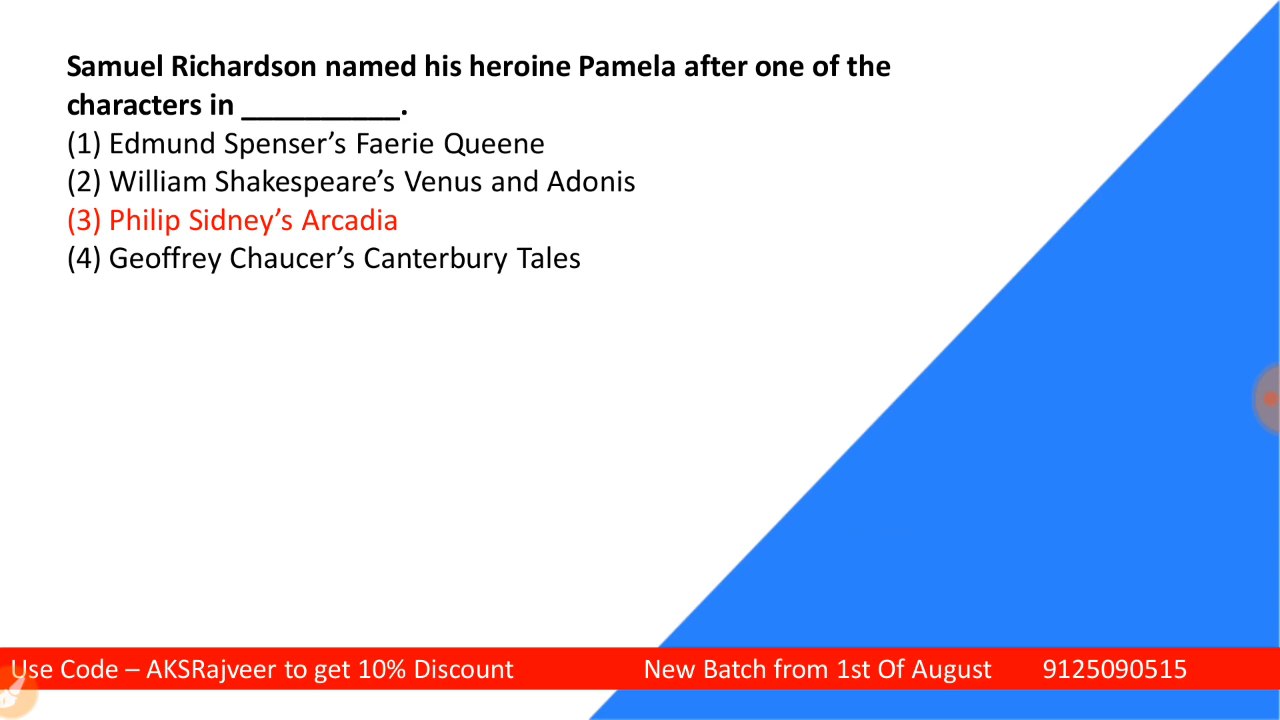 Samuel Richardson named his heroine Pamela after one of the
characters in __________.
(1) Edmund Spenser’s Faerie Queene
(2) William Shakespeare’s Venus and Adonis
(3) Philip Sidney’s Arcadia
(4) Geoffrey Chaucer’s Canterbury Tales
Use Code – AKSRajveer to get 10% Discount New Batch from 1st Of August 9125090515